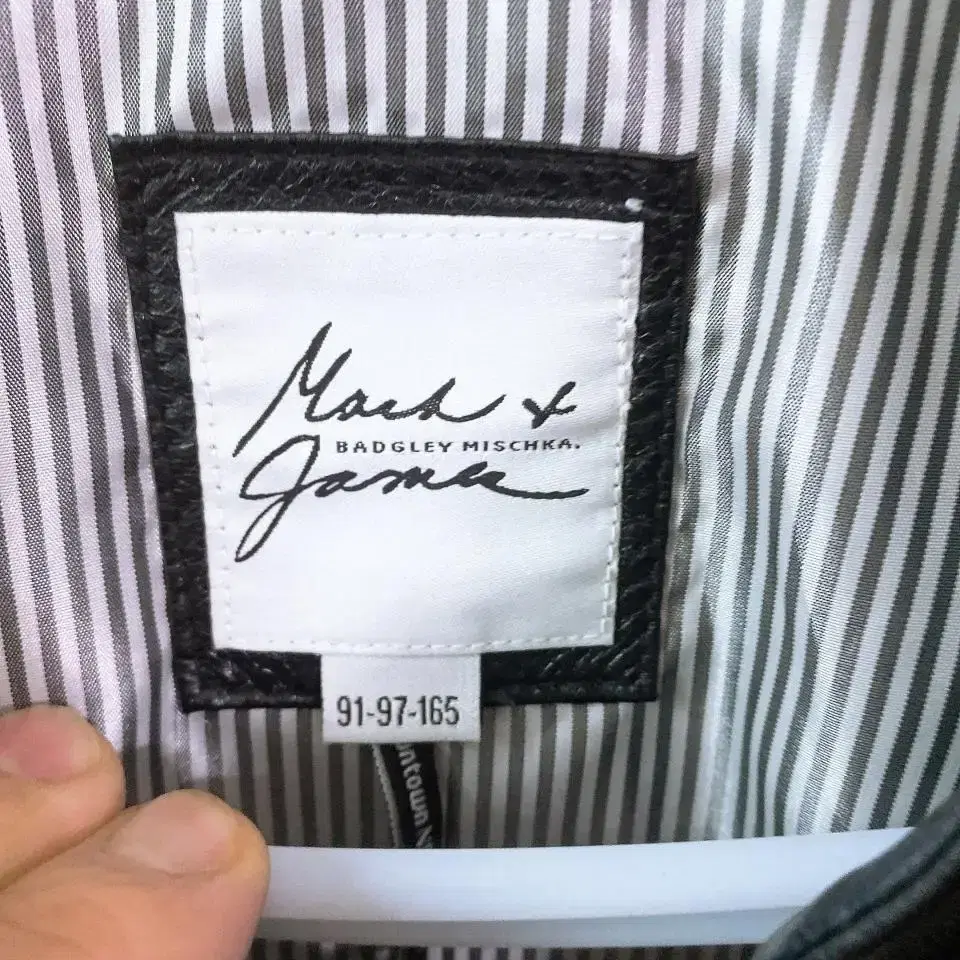 Mark &
BADGLEY MISCHKA.
James
91-97-165